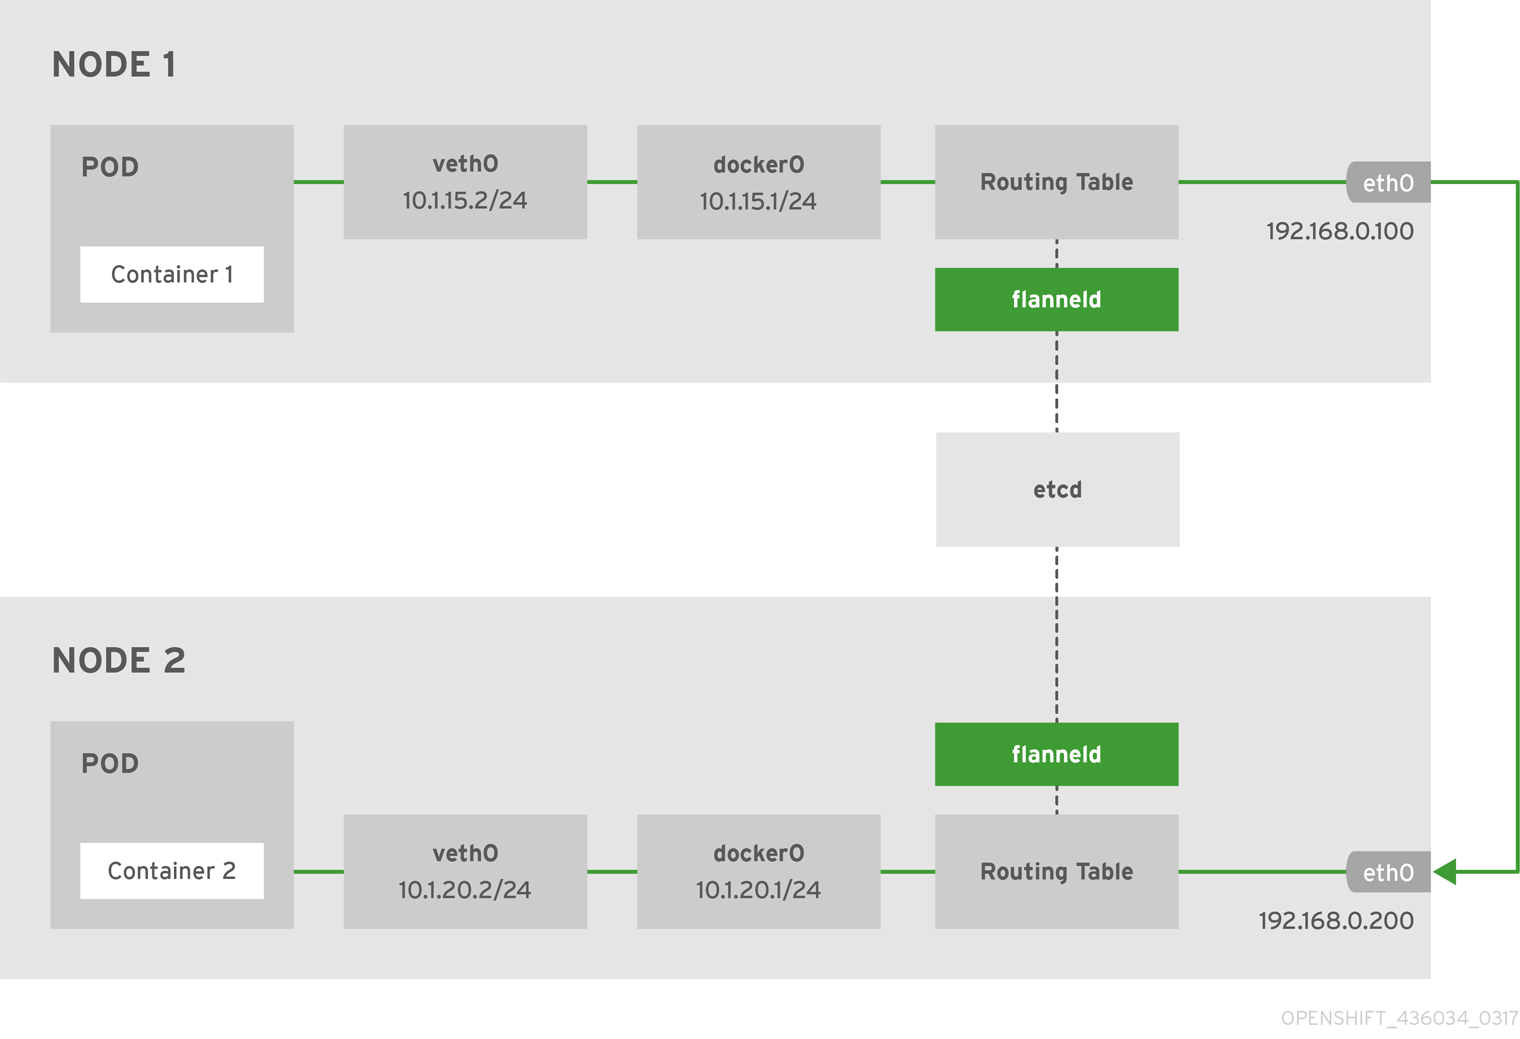 NODE 1
POD
Container 1
veth0
10.1.15.2/24
docker0
10.1.15.1/24
Routing Table
flanneld
eth0
192.168.0.100
etcd
NODE 2
POD
Container 2
veth0
10.1.20.2/24
docker0
10.1.20.1/24
flanneld
Routing Table
eth0
192.168.0.200
OPENSHIFT_436034_0317